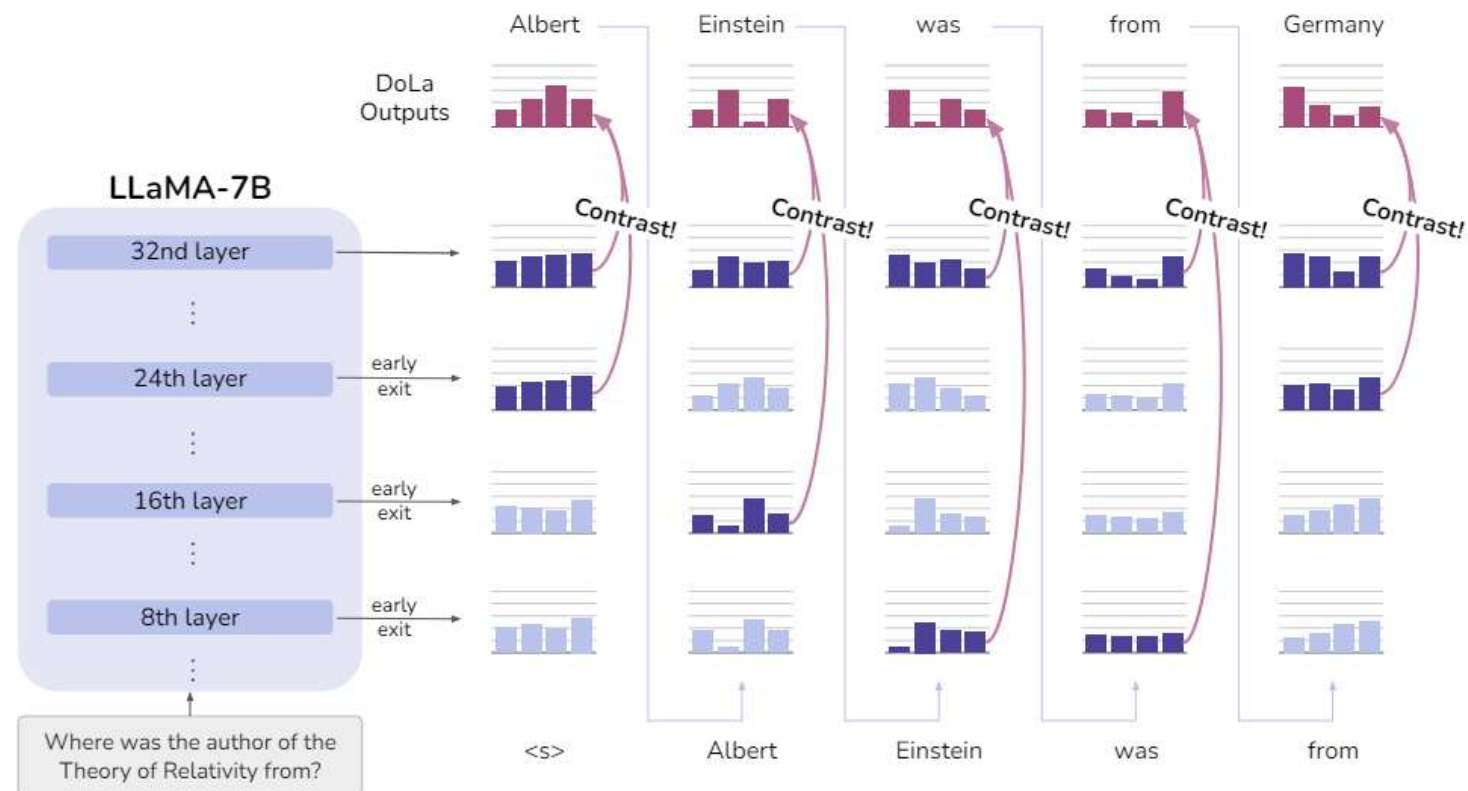 Albert Einstein was from Germany
DoLa
Outputs
LLaMA-7B
Contrast! Contrast! Contrast! Contrast! Contrast!
32nd layer
24th layer
early
exit
16th layer
early
exit
8th layer
early
exit
Where was the author of the
Theory of Relativity from?
<s> Albert Einstein was from